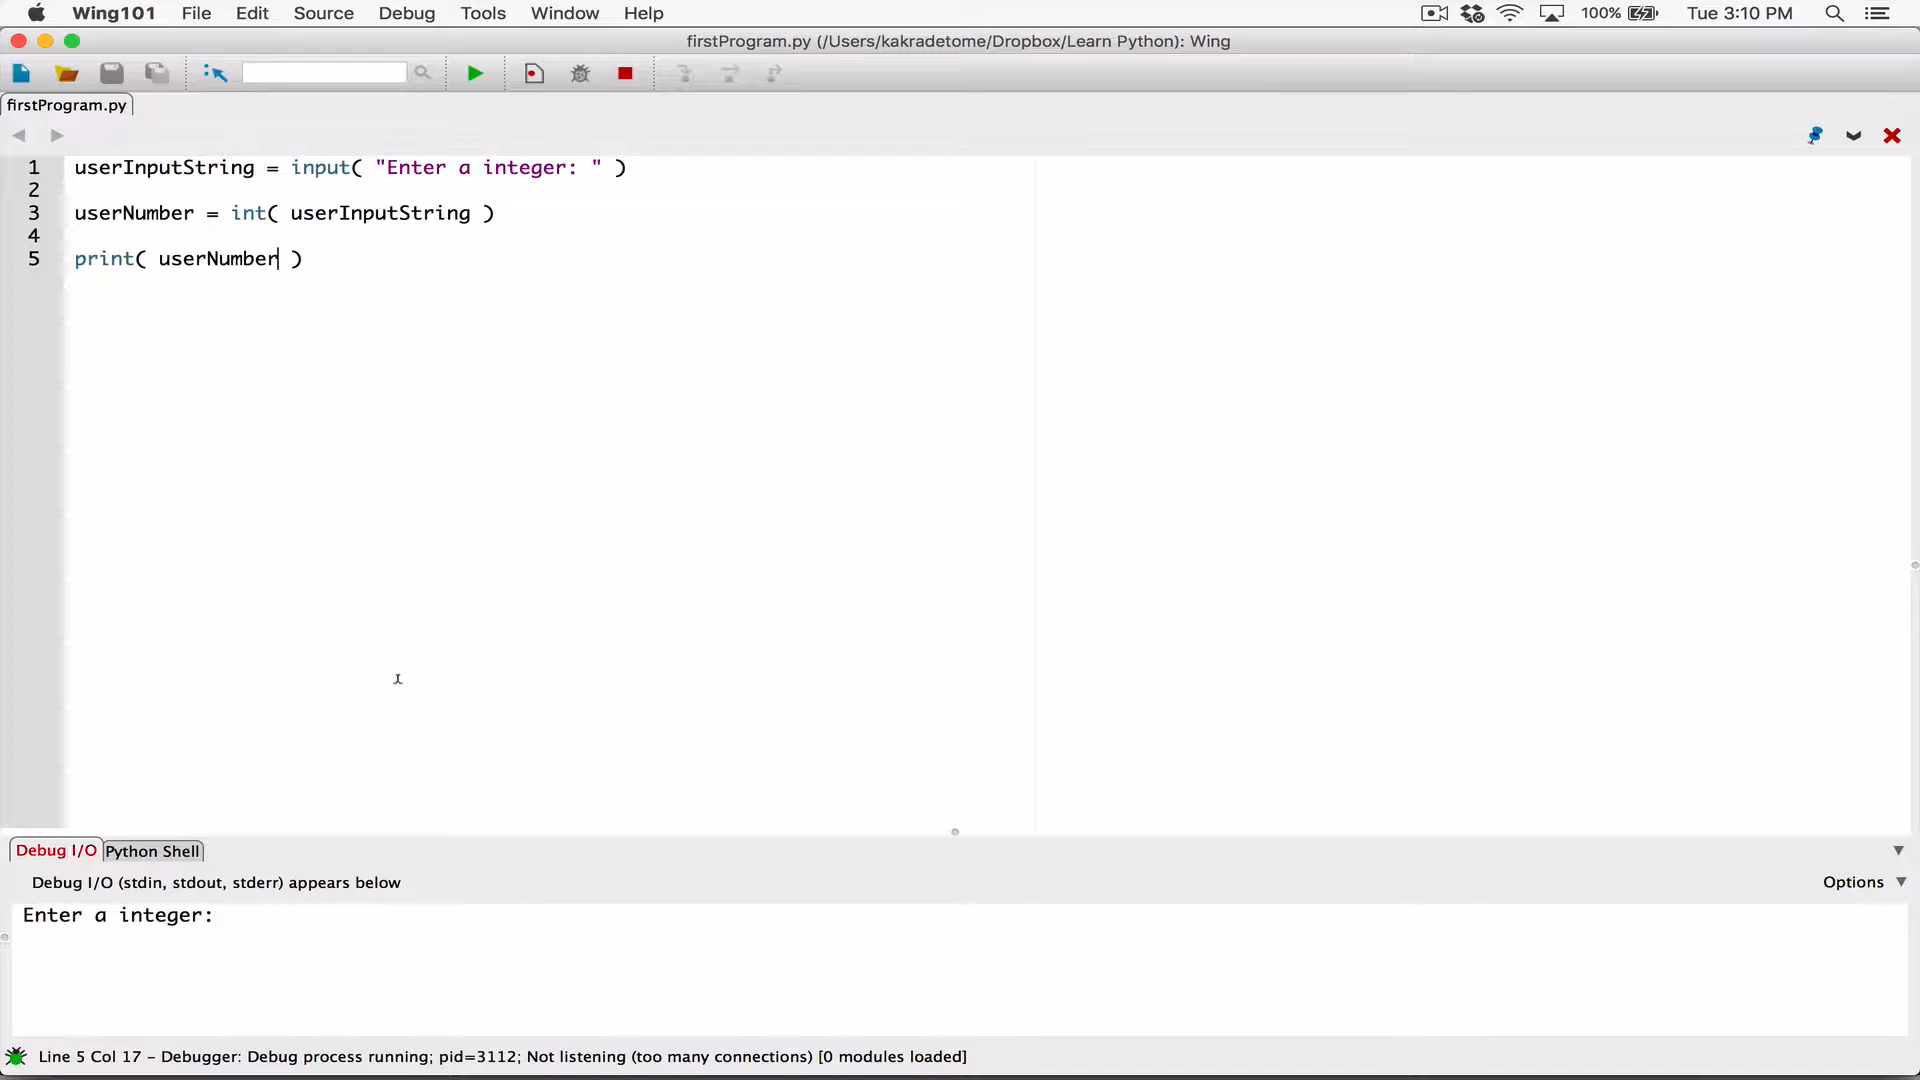 Wing101 File Edit Source Debug Tools Window Help 100% Tue 3:10 PM
firstProgram.py (/Users/kakradetome/Dropbox/Learn Python): Wing
firstProgram.py
1 userInputString = input( "Enter a integer: " )
2
3 userNumber = int( userInputString )
4
5 print( userNumber )
Debug I/O Python Shell
Debug I/O (stdin, stdout, stderr) appears below Options
Enter a integer:
Line 5 Col 17 – Debugger: Debug process running; pid=3112; Not listening (too many connections) [0 modules loaded]